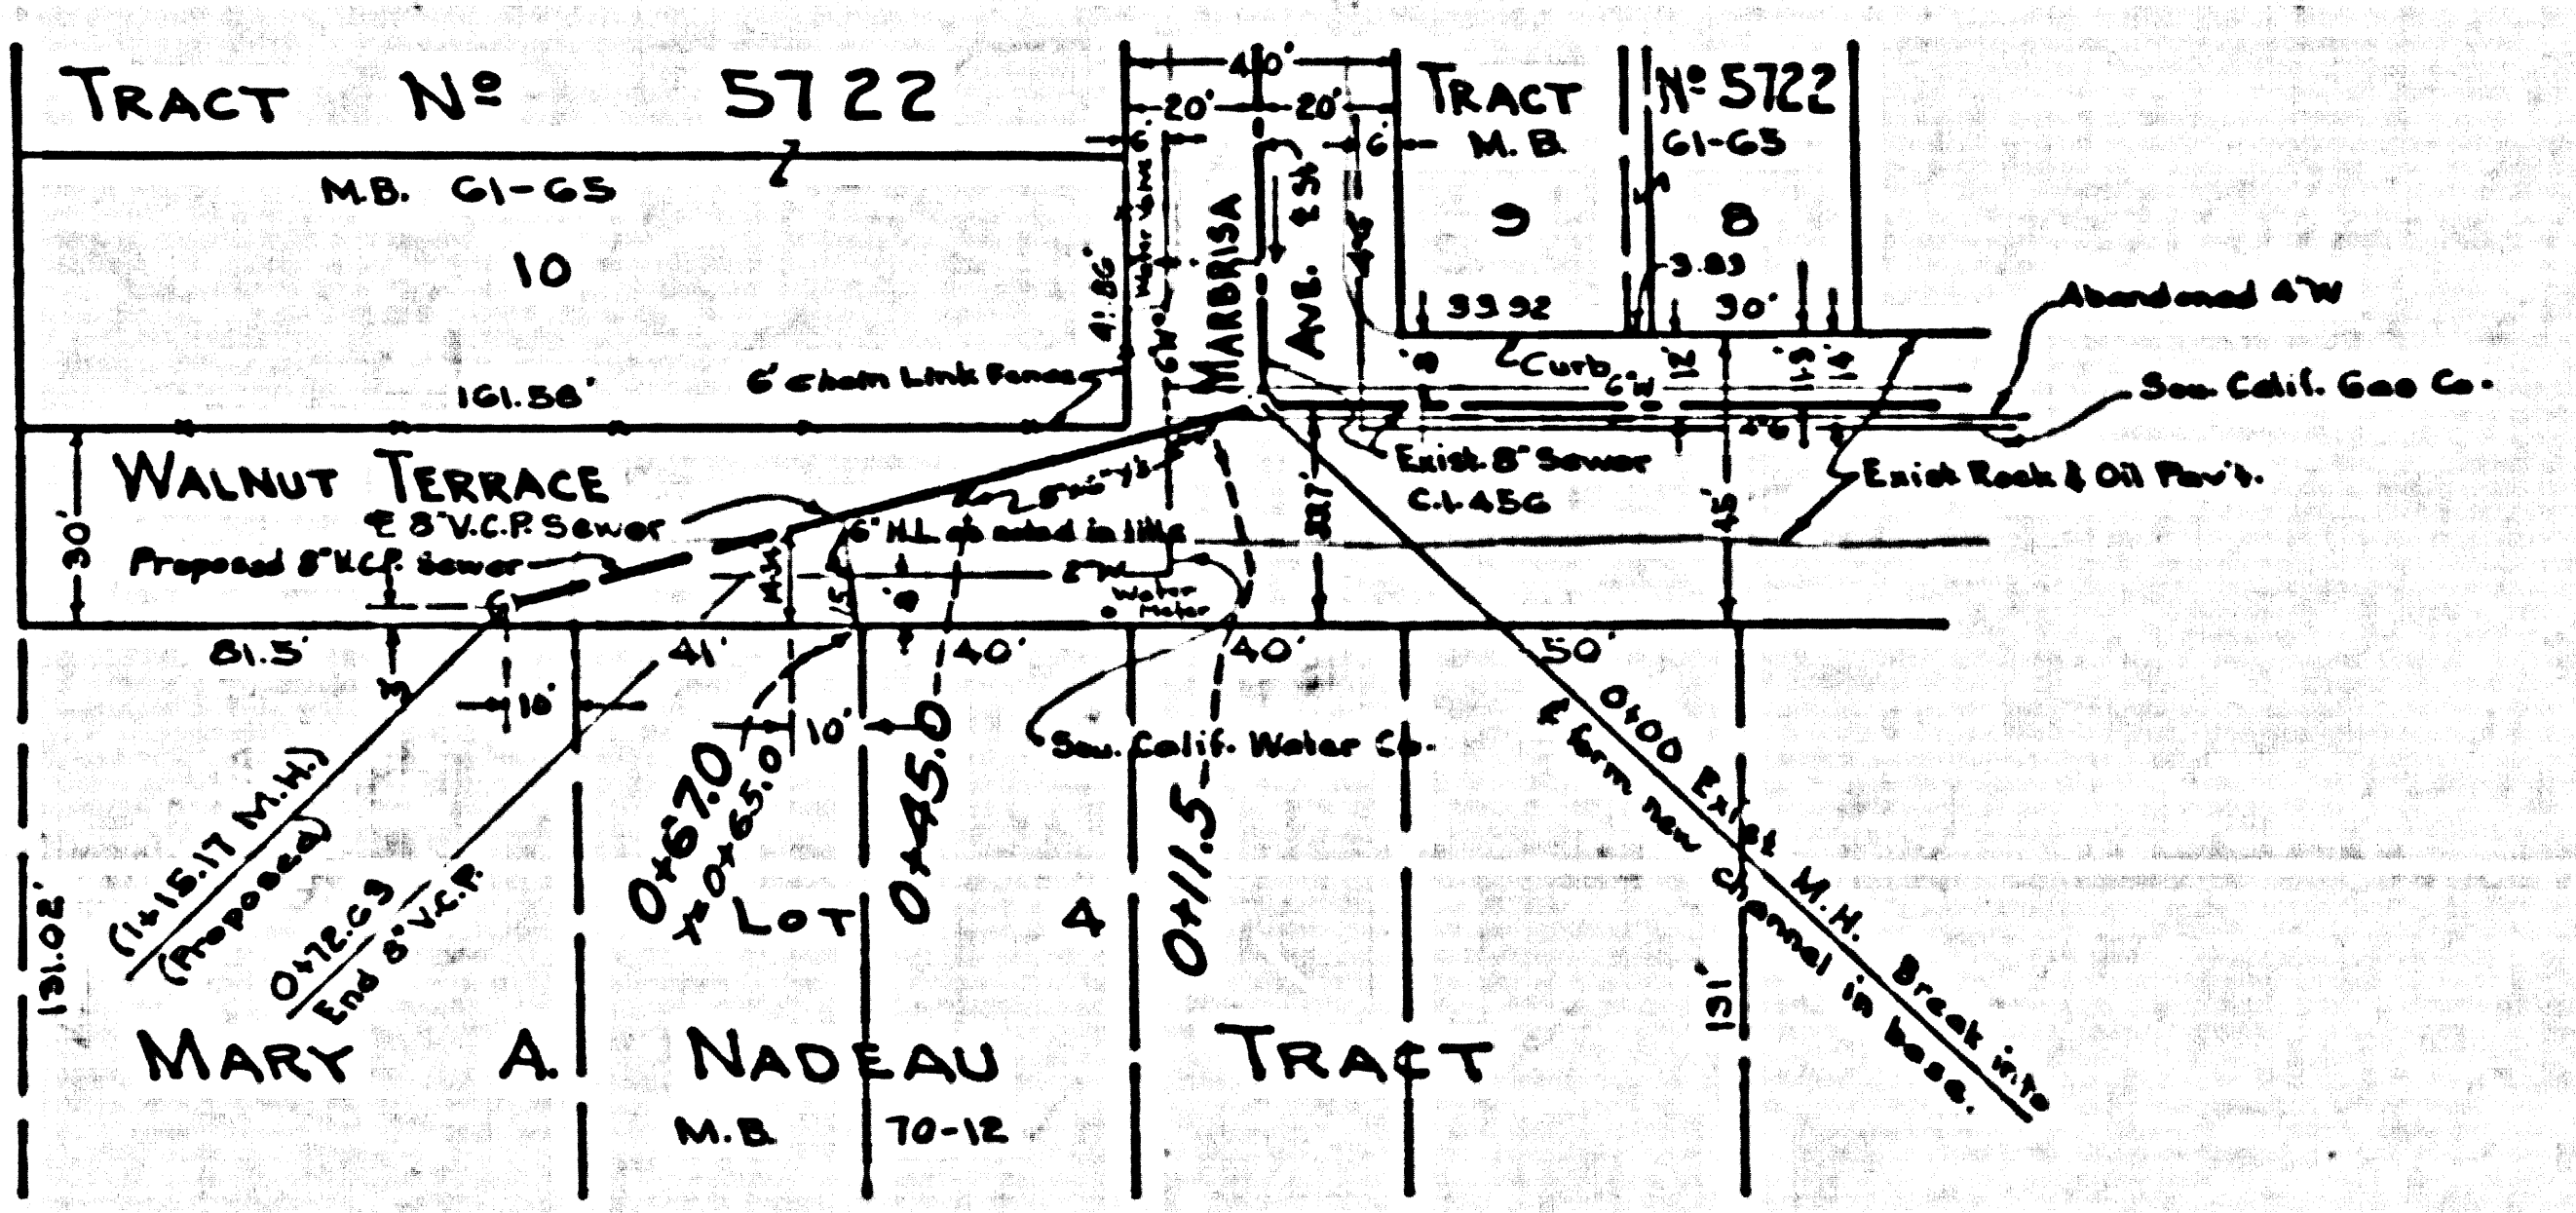 TRACT Nº 5722
M.B. 61-65
10
161.58'
41.86'
6' Chain Link Fence
40'
20' 20'
6' 6'
MARBRISA AVE.
TRACT Nº 5722
M.B. 61-65
9
8
3.83
33.92
30'
Curb
6"W
Abandoned 4"W
Sou. Calif. Gas Co.
Exist. 8" Sewer
C.I. 456
Exist Rock & Oil Pav't.
45'
WALNUT TERRACE
30'
₠ 8" V.C.P. Sewer
Proposed 8" V.C.P. Sewer
6" H.L. as noted in
2"W
Water Meter
81.5'
41'
40'
40'
50'
10'
10'
Sou. Calif. Water Co.
(1+15.17 M.H.)
(Proposed)
0+72.63
End 8" V.C.P.
0+67.0
0+65.0
0+45.0
0+11.5
0+00 Exist M.H. Break into
& form new channel in base.
LOT 4
131.02'
131'
MARY A. NADEAU TRACT
M.B. 70-12